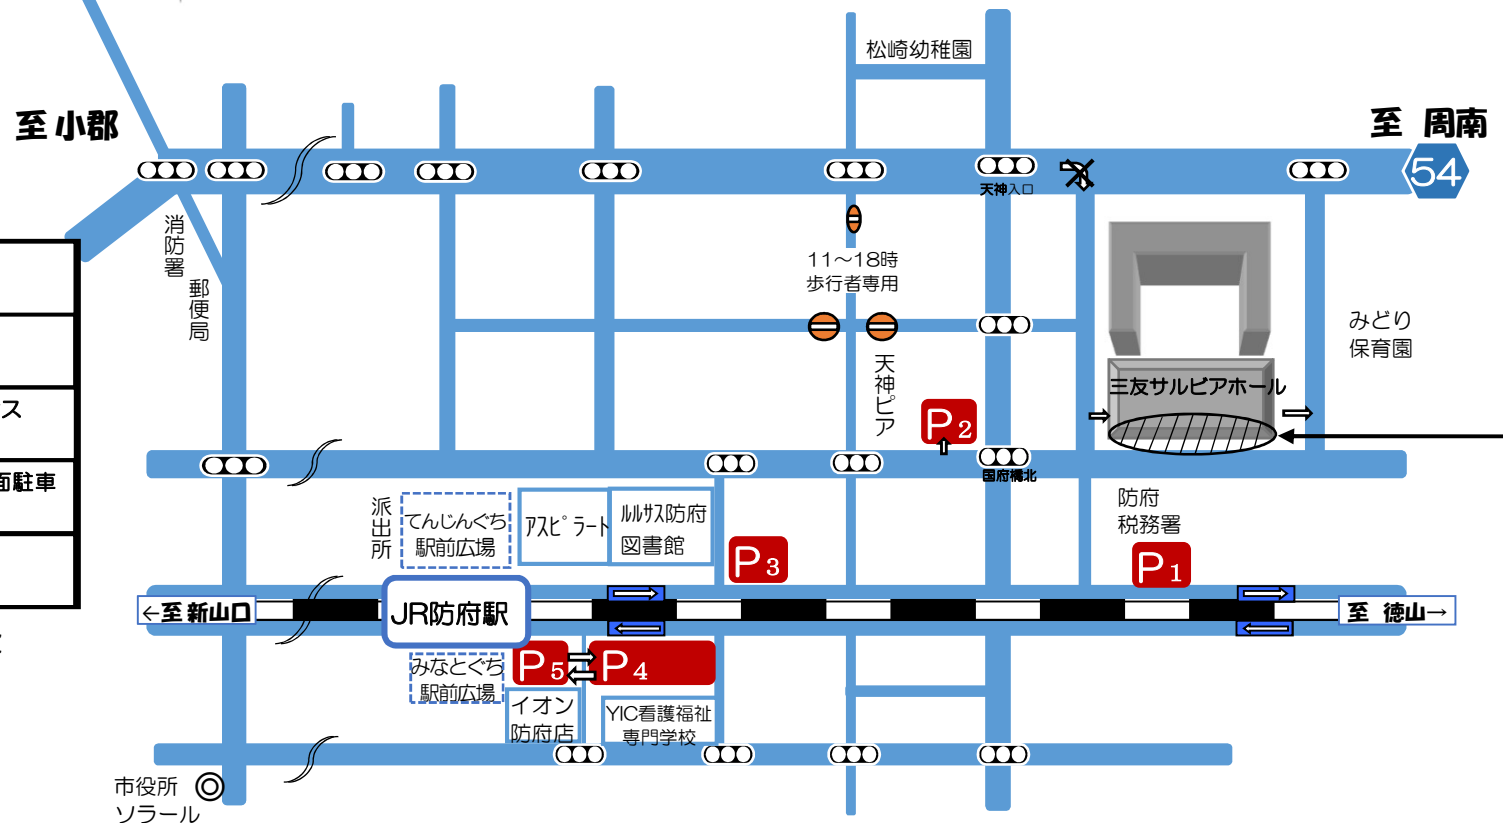 松崎幼稚園
至 小郡
至 周南
54
天神入口
消防署
郵便局
11～18時
歩行者専用
みどり
保育園
天神ピア
三友サルビアホール
ス
面駐車
P2
国府橋北
派出所
てんじんぐち
駅前広場
アスピラート
ルルサス防府
図書館
防府
税務署
P3
P1
←至 新山口
JR防府駅
至 徳山→
みなとぐち
駅前広場
P5
P4
イオン
防府店
YIC看護福祉
専門学校
市役所
ソラール